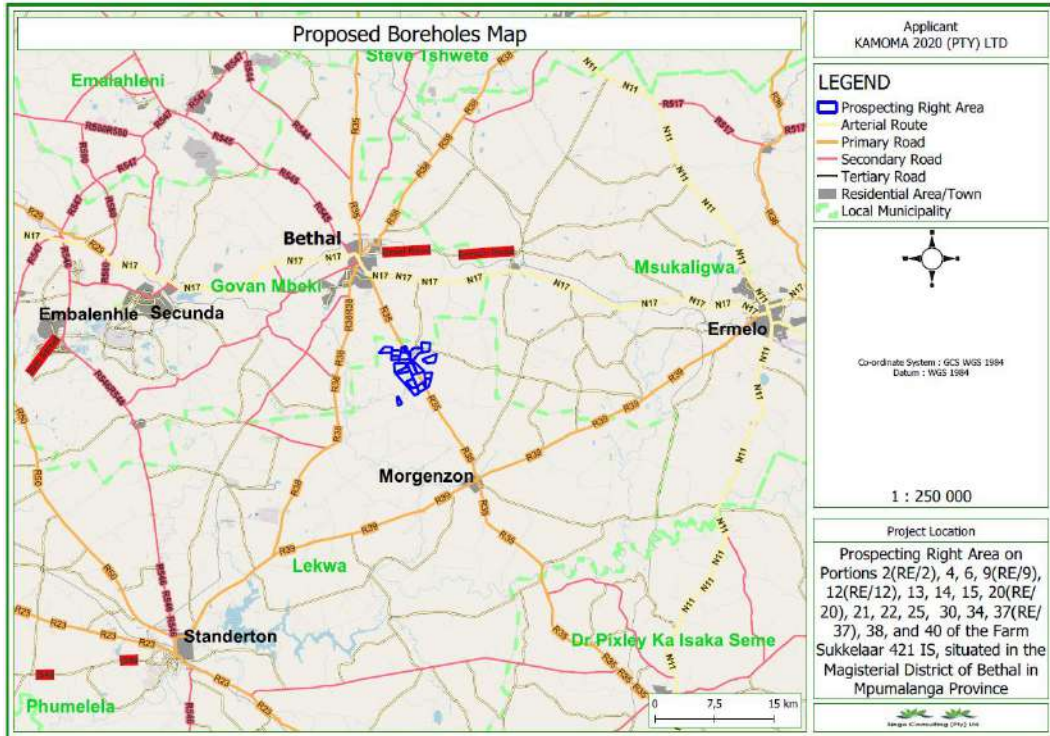 Proposed Boreholes Map
Applicant
KAMOMA 2020 (PTY) LTD
LEGEND
Prospecting Right Area
Arterial Route
Primary Road
Secondary Road
Tertiary Road
Residential Area/Town
Local Municipality
Co-ordinate System : GCS WGS 1984
Datum : WGS 1984
1 : 250 000
Project Location
Prospecting Right Area on
Portions 2(RE/2), 4, 6, 9(RE/9),
12(RE/12), 13, 14, 15, 20(RE/
20), 21, 22, 25, 30, 34, 37(RE/
37), 38, and 40 of the Farm
Sukkelaar 421 IS, situated in the
Magisterial District of Bethal in
Mpumalanga Province
Emalahleni
Steve Tshwete
Bethal
Govan Mbeki
Msukaligwa
Embalenhle
Secunda
Ermelo
Morgenzon
Lekwa
Standerton
Dr Pixley Ka Isaka Seme
Phumelela
R547
R544
R545
R580
R35
R38
N11
R517
R29
N17
R546
R50
R39
R23
0 7,5 15 km